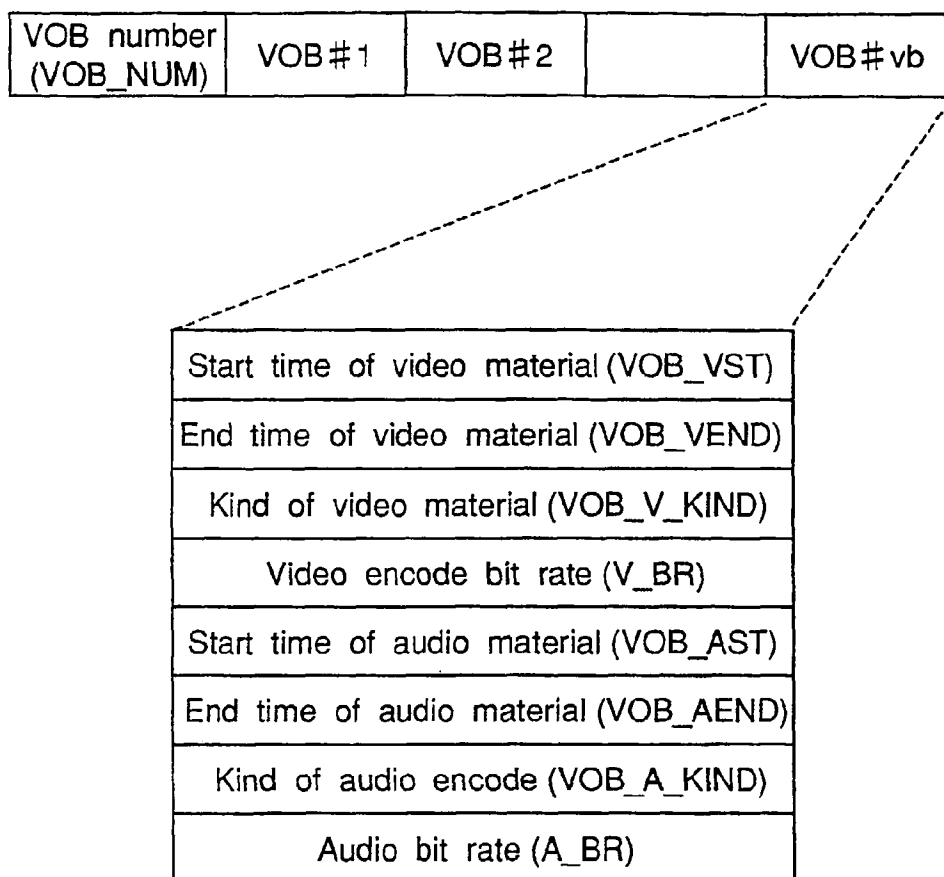 VOB number
(VOB_NUM)
VOB#1
VOB#2
VOB#vb
Start time of video material (VOB_VST)
End time of video material (VOB_VEND)
Kind of video material (VOB_V_KIND)
Video encode bit rate (V_BR)
Start time of audio material (VOB_AST)
End time of audio material (VOB_AEND)
Kind of audio encode (VOB_A_KIND)
Audio bit rate (A_BR)